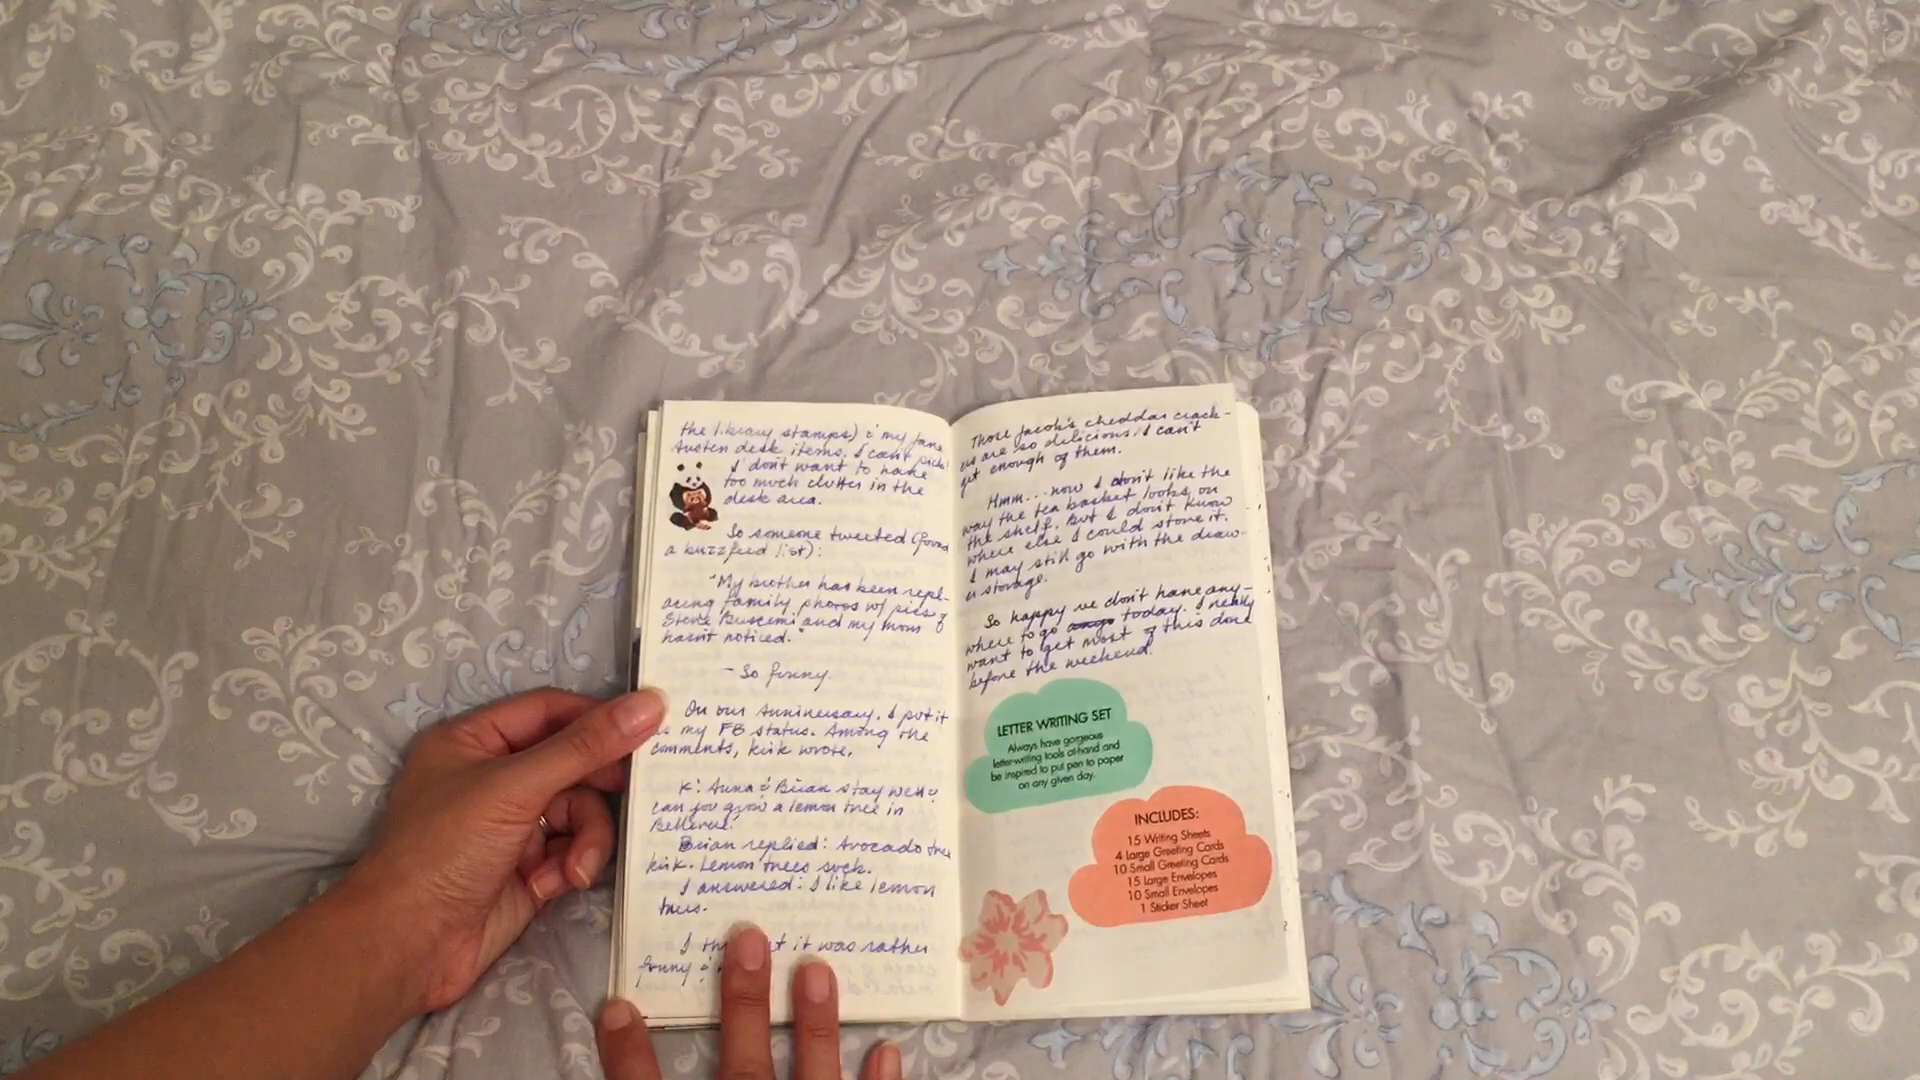 the library stamps) & my Jane
Austen desk items. I can't pick!
I don't want to have
too much clutter in the
desk area.
So someone tweeted (found
a buzzfeed list):
"My brother has been repl-
acing family photos w/ pics of
Steve Buscemi and my mom
hasn't noticed."
- So funny.
On our Anniversary, I put it
as my FB status. Among the
comments, Kirk wrote,
K: Anna & Brian stay well &
can you grow a lemon tree in
Bellevue?
Brian replied: Avocado tree
Kirk. Lemon trees suck.
I answered: I like lemon
trees.
I it was rather
funny &
Those Jacob's cheddar crack-
ers are so delicious. I can't
get enough of them.
Hmm... now I don't like the
way the tea basket looks on
the shelf. But I don't know
where else I could store it.
I may still go with the draw-
er storage.
So happy we don't have any-
where to go today. I really
want to get most of this done
before the weekend.
LETTER WRITING SET
Always have gorgeous
letter-writing tools at-hand and
be inspired to put pen to paper
on any given day.
INCLUDES:
15 Writing Sheets
4 Large Greeting Cards
10 Small Greeting Cards
15 Large Envelopes
10 Small Envelopes
1 Sticker Sheet